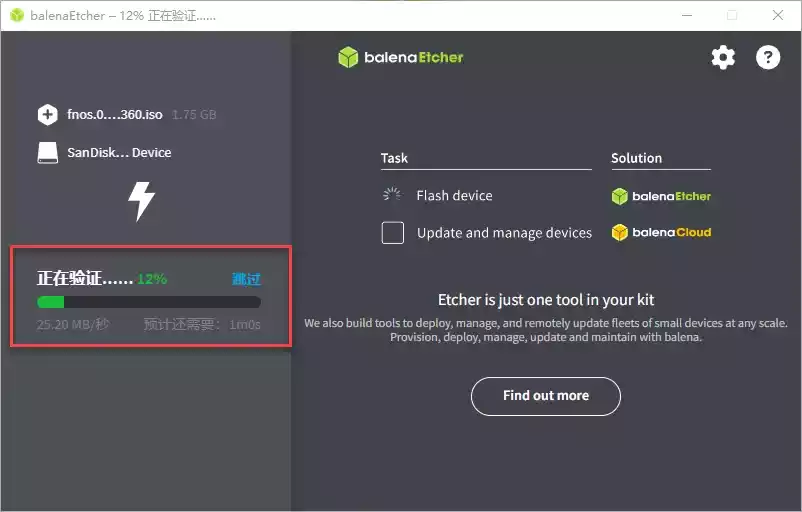 balenaEtcher – 12% 正在验证……
balenaEtcher
fnos.0....360.iso 1.75 GB
SanDisk... Device
Task Solution
Flash device balenaEtcher
Update and manage devices balenaCloud
正在验证…… 12% 跳过
25.20 MB/秒 预计还需要：1m0s
Etcher is just one tool in your kit
We also build tools to deploy, manage, and remotely update fleets of small devices at any scale.
Provision, deploy, manage, update and maintain with balena.
Find out more